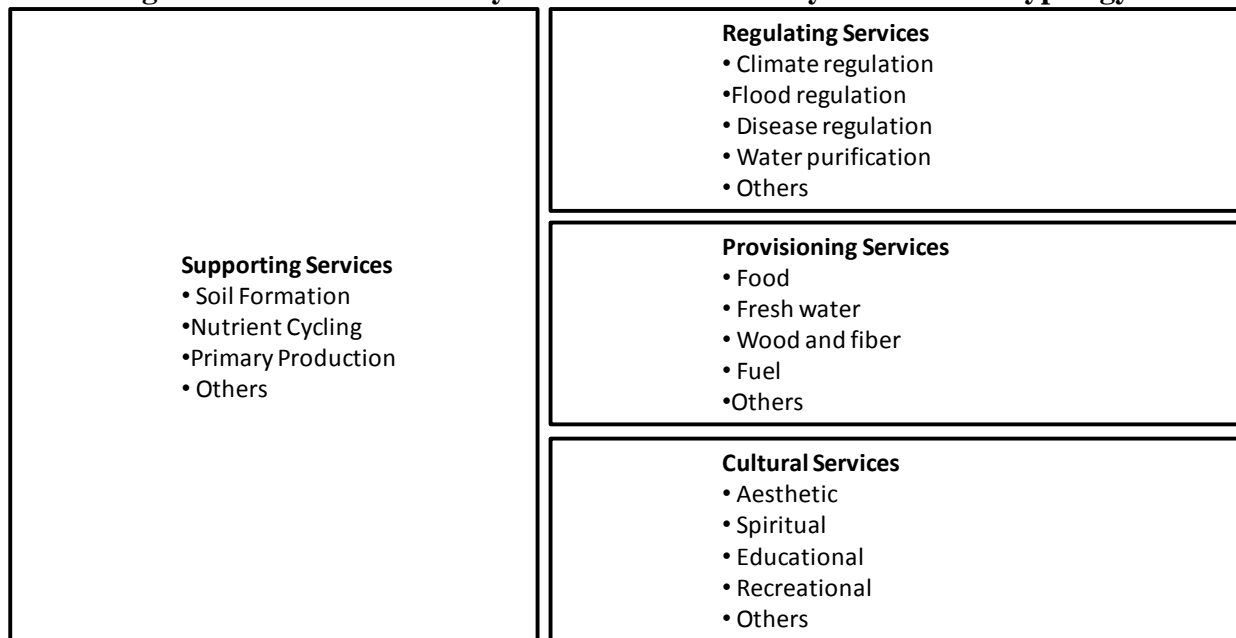 Supporting Services
• Soil Formation
•Nutrient Cycling
•Primary Production
• Others
Regulating Services
• Climate regulation
•Flood regulation
• Disease regulation
• Water purification
• Others
Provisioning Services
• Food
• Fresh water
• Wood and fiber
• Fuel
•Others
Cultural Services
• Aesthetic
• Spiritual
• Educational
• Recreational
• Others